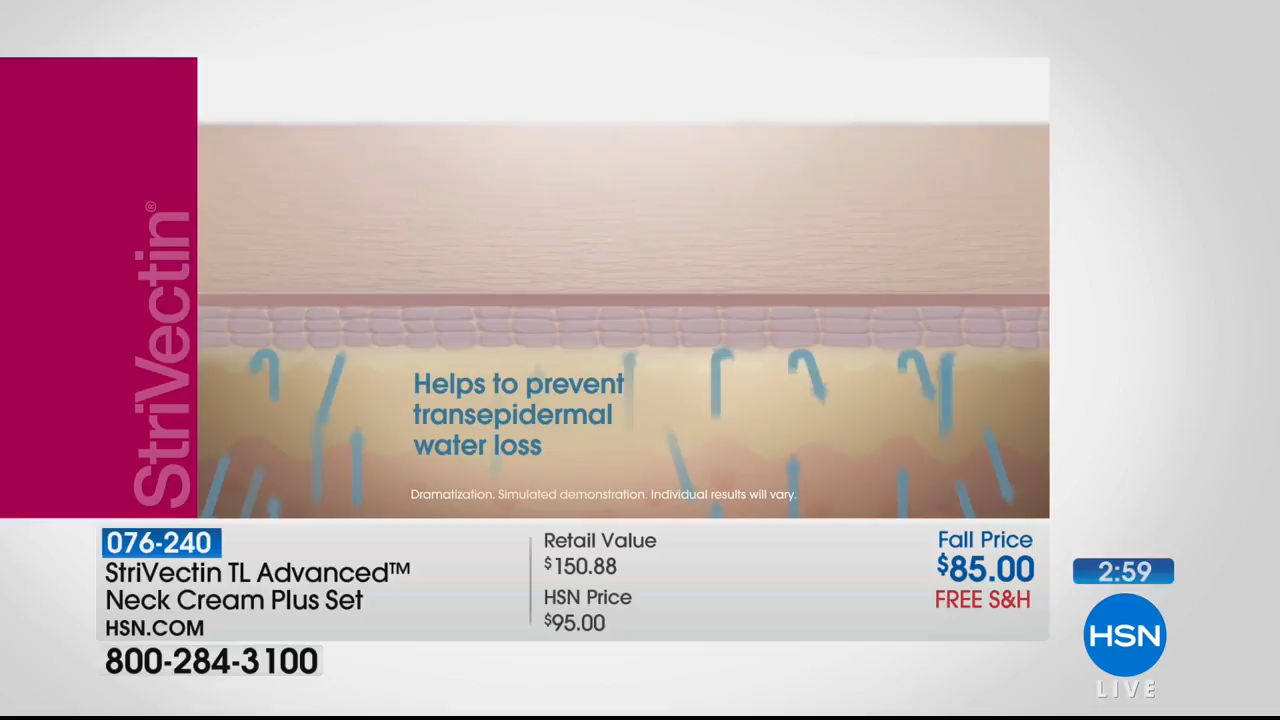 StriVectin®
Helps to prevent
transepidermal
water loss
Dramatization. Simulated demonstration. Individual results will vary.
076-240
StriVectin TL Advanced™
Neck Cream Plus Set
HSN.COM
800-284-3100
Retail Value
$150.88
HSN Price
$95.00
Fall Price
$85.00
FREE S&H
2:59
HSN
LIVE